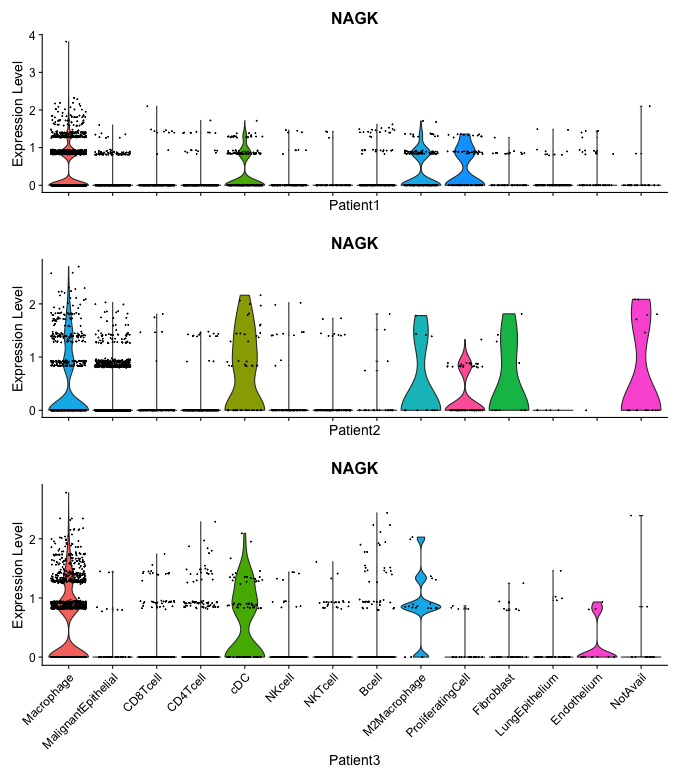 NAGK
Expression Level
4
3
2
1
0
Patient1
NAGK
Expression Level
2
1
0
Patient2
NAGK
Expression Level
2
1
0
Macrophage
MalignantEpithelial
CD8Tcell
CD4Tcell
cDC
NKcell
NKTcell
Bcell
M2Macrophage
ProliferatingCell
Fibroblast
LungEpithelium
Endothelium
NotAvail
Patient3